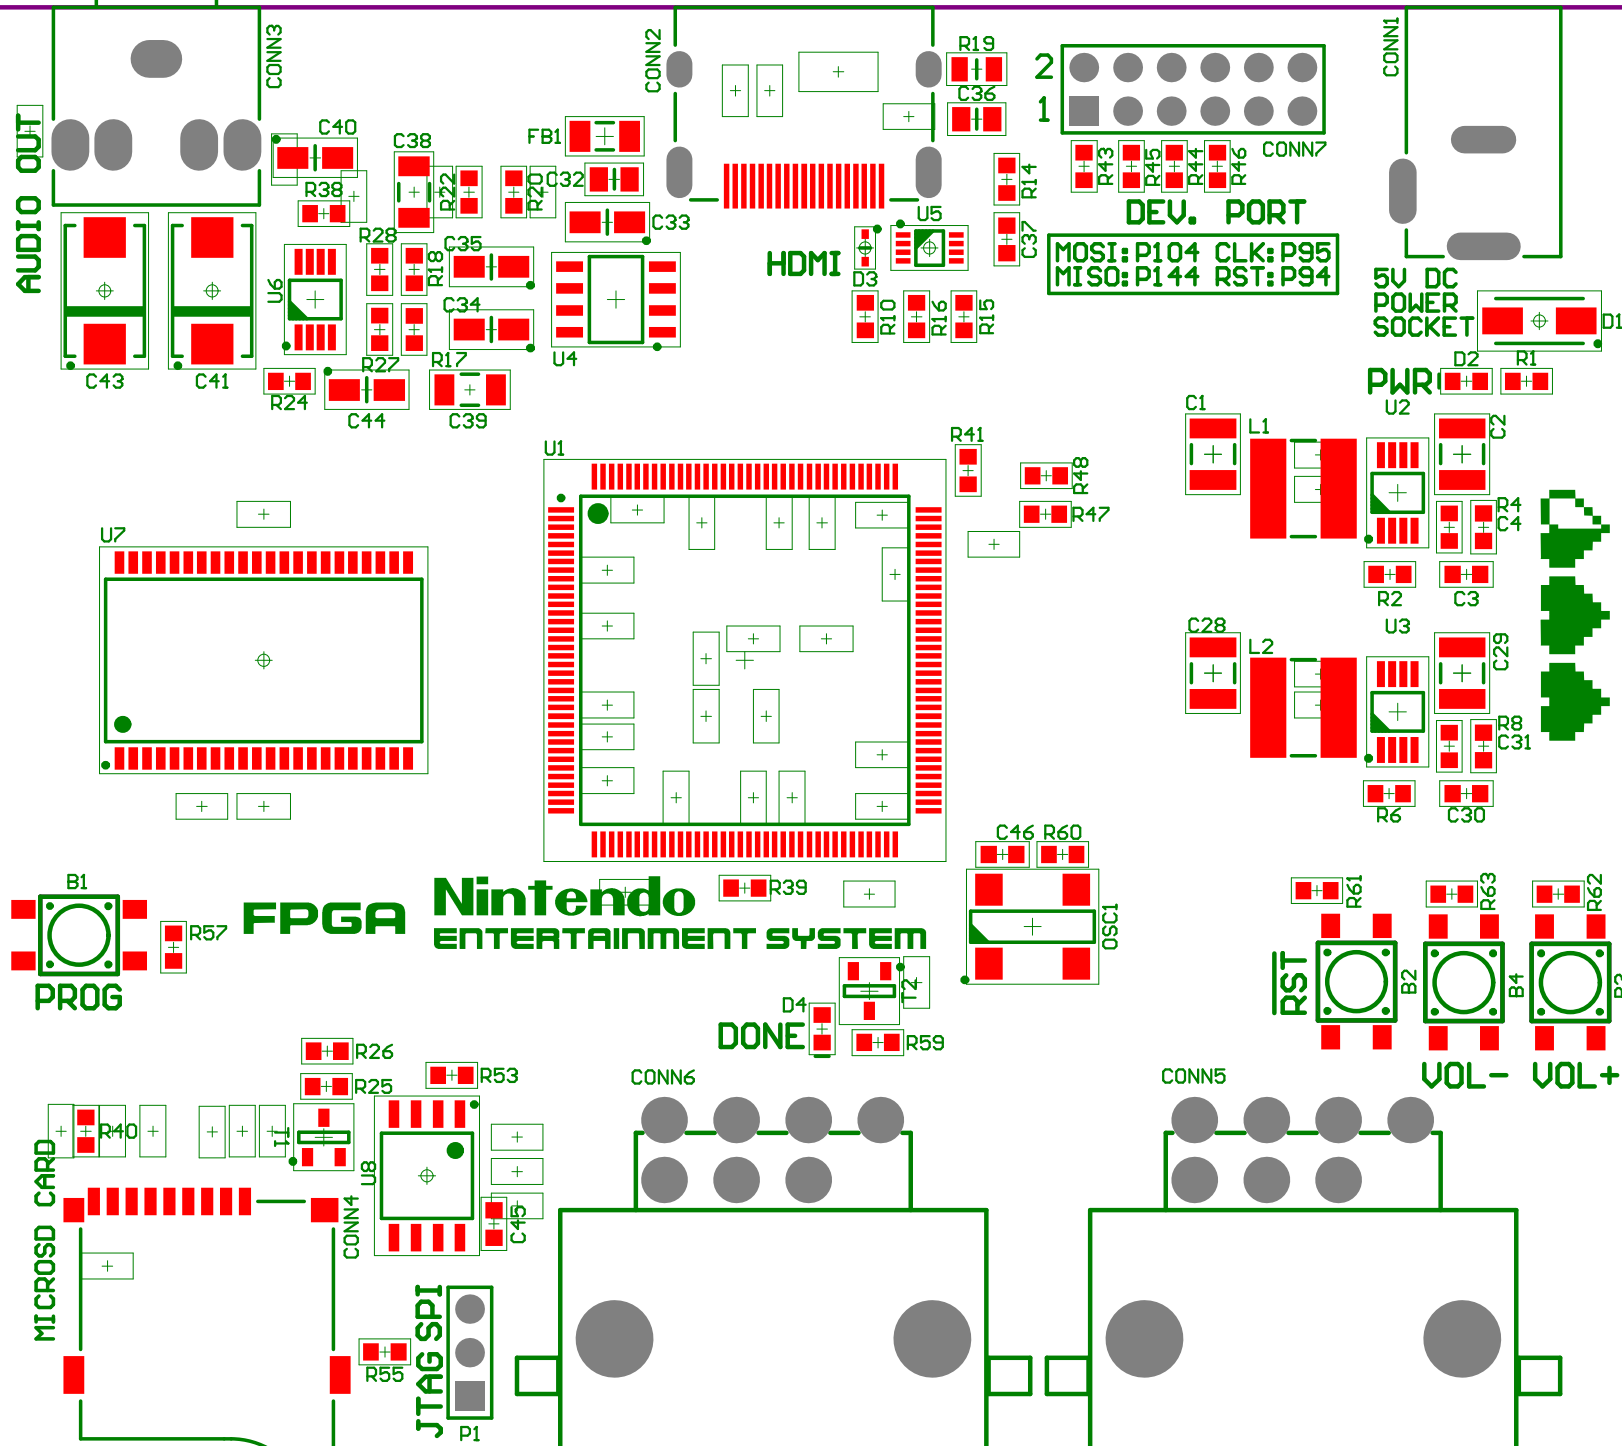 CONN3
CONN2
CONN1
R19
C36
2
1
CONN7
AUDIO OUT
C40
C38
FB1
C32
R38
R22
R20
R14
R43
R45
R44
R46
C33
U5
DEV. PORT
R28
R18
C35
U6
HDMI
D3
C37
MOSI:P104 CLK:P95
MISO:P144 RST:P94
5V DC
POWER
SOCKET
D1
C34
R10
R16
R15
R27
R17
U4
C43
C41
R24
C44
C39
D2
R1
PWR
U2
C1
L1
C2
U1
R41
R48
R47
R4
C4
U7
R2
C3
U3
C28
L2
C29
R8
C31
R6
C30
C46
R60
B1
R39
R61
R63
R62
FPGA
Nintendo
ENTERTAINMENT SYSTEM
R57
OSC1
PROG
T2
D4
DONE
R59
RST
B2
B4
VOL-
VOL+
R26
R25
R53
CONN6
CONN5
R40
T1
U8
MICROSD CARD
CONN4
C45
JTAG SPI
R55
P1